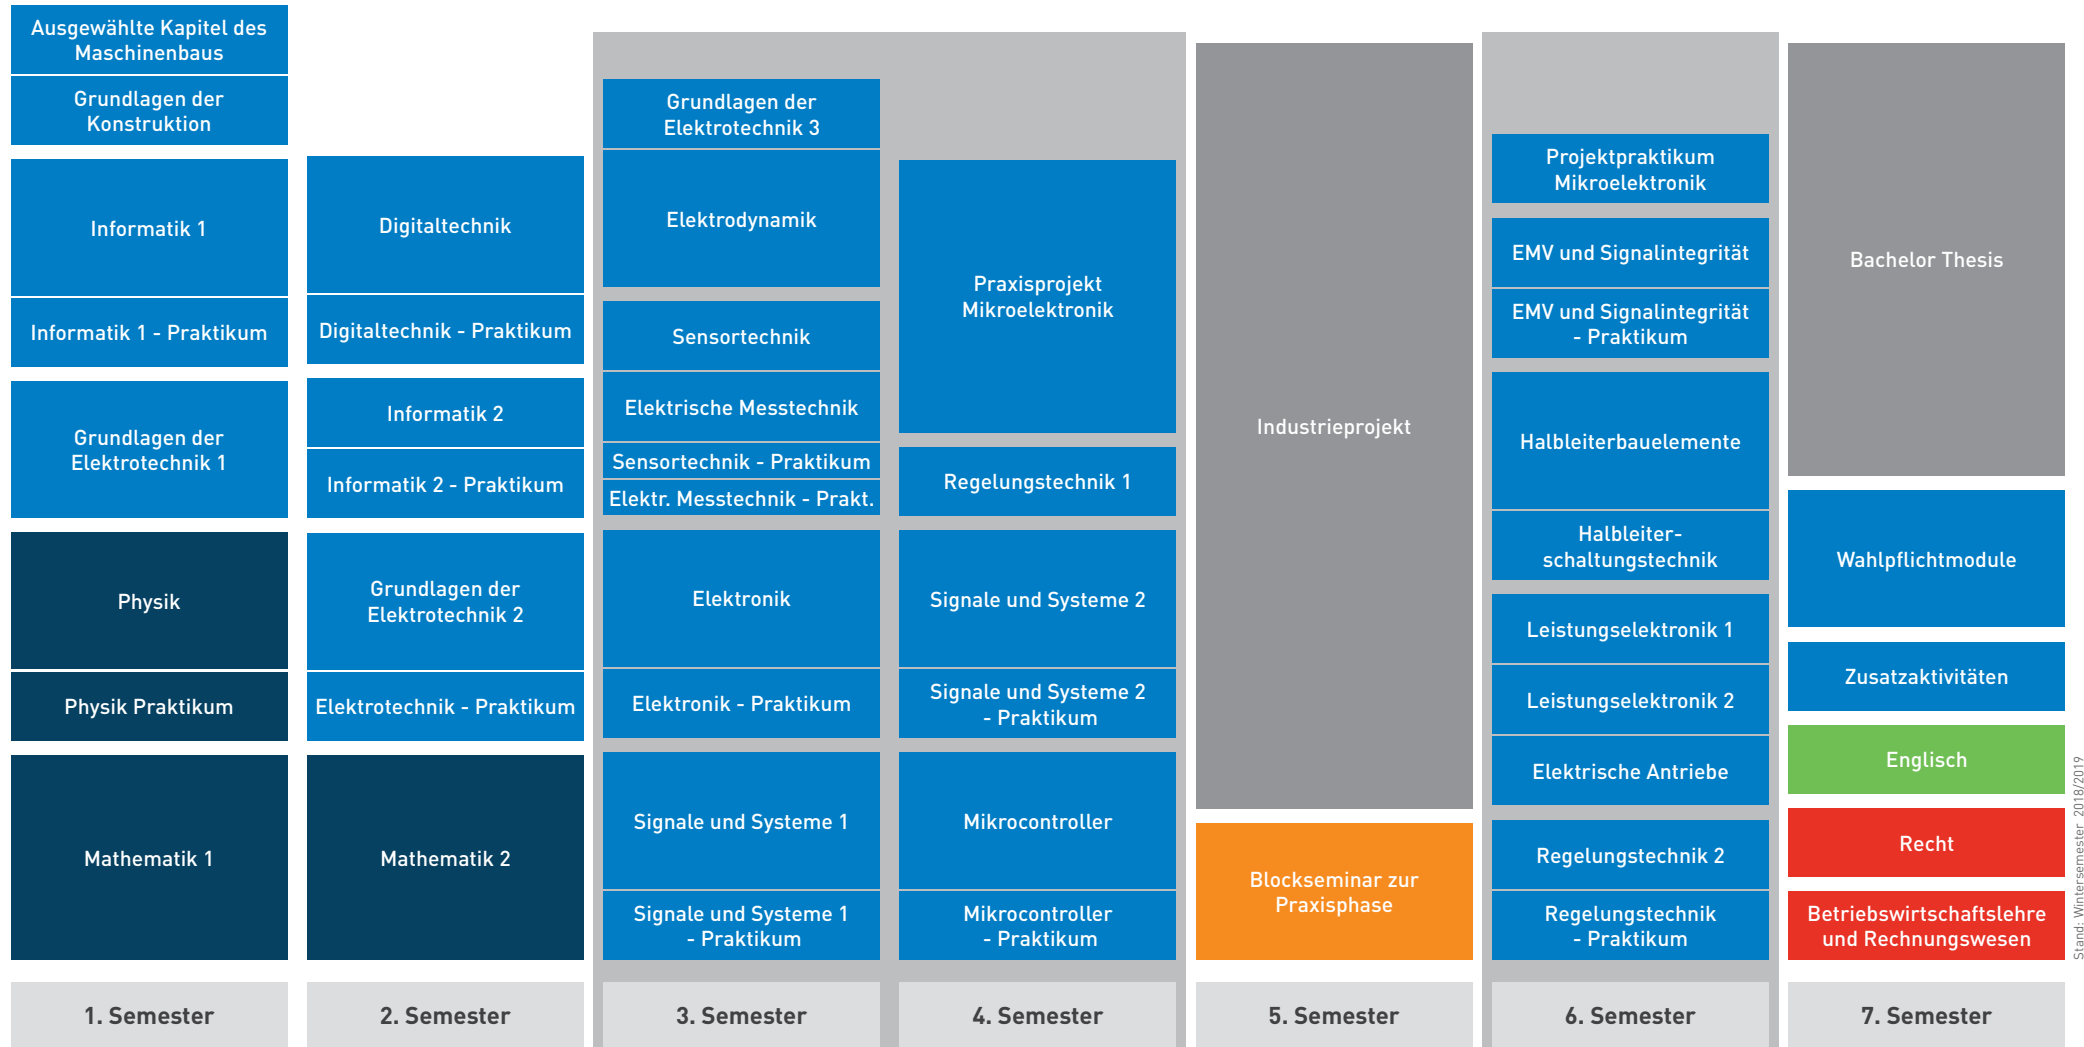 Ausgewählte Kapitel des
Maschinenbaus
Grundlagen der
Konstruktion
Informatik 1
Informatik 1 - Praktikum
Grundlagen der
Elektrotechnik 1
Physik
Physik Praktikum
Mathematik 1
1. Semester
Digitaltechnik
Digitaltechnik - Praktikum
Informatik 2
Informatik 2 - Praktikum
Grundlagen der
Elektrotechnik 2
Elektrotechnik - Praktikum
Mathematik 2
2. Semester
Grundlagen der
Elektrotechnik 3
Elektrodynamik
Sensortechnik
Elektrische Messtechnik
Sensortechnik - Praktikum
Elektr. Messtechnik - Prakt.
Elektronik
Elektronik - Praktikum
Signale und Systeme 1
Signale und Systeme 1
- Praktikum
3. Semester
Praxisprojekt
Mikroelektronik
Regelungstechnik 1
Signale und Systeme 2
Signale und Systeme 2
- Praktikum
Mikrocontroller
Mikrocontroller
- Praktikum
4. Semester
Industrieprojekt
Blockseminar zur
Praxisphase
5. Semester
Projektpraktikum
Mikroelektronik
EMV und Signalintegrität
EMV und Signalintegrität
- Praktikum
Halbleiterbauelemente
Halbleiter-
schaltungstechnik
Leistungselektronik 1
Leistungselektronik 2
Elektrische Antriebe
Regelungstechnik 2
Regelungstechnik
- Praktikum
6. Semester
Bachelor Thesis
Wahlpflichtmodule
Zusatzaktivitäten
Englisch
Recht
Betriebswirtschaftslehre
und Rechnungswesen
7. Semester
Stand: Wintersemester 2018/2019